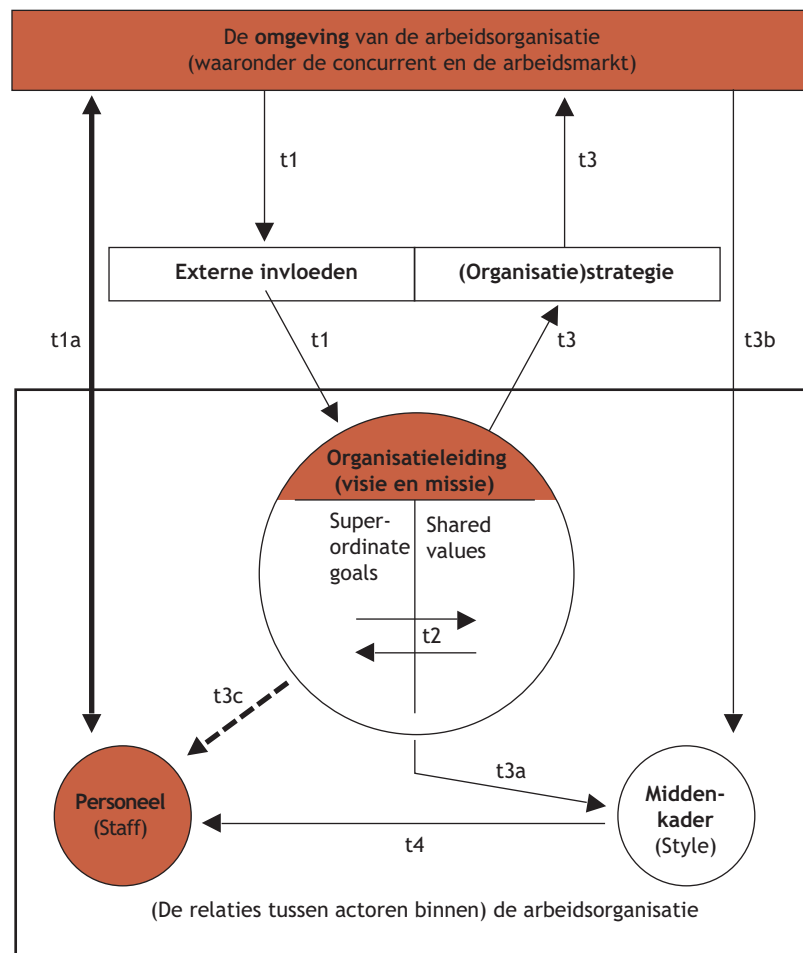 De omgeving van de arbeidsorganisatie
(waaronder de concurrent en de arbeidsmarkt)
t1
t3
Externe invloeden
(Organisatie)strategie
t1a
t1
t3
t3b
Organisatieleiding
(visie en missie)
Super-
ordinate
goals
Shared
values
t2
t3c
t3a
Personeel
(Staff)
Midden-
kader
(Style)
t4
(De relaties tussen actoren binnen) de arbeidsorganisatie